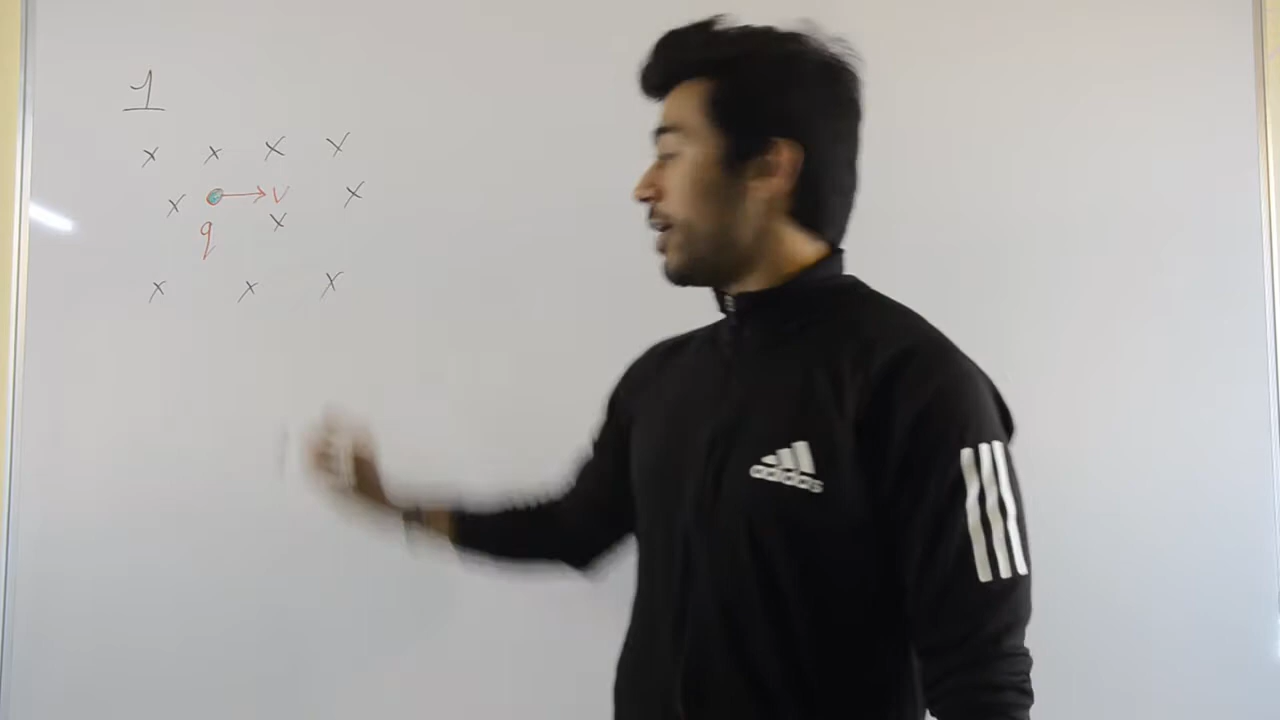 1
x x x x
x v x
q x
x x x
adidas